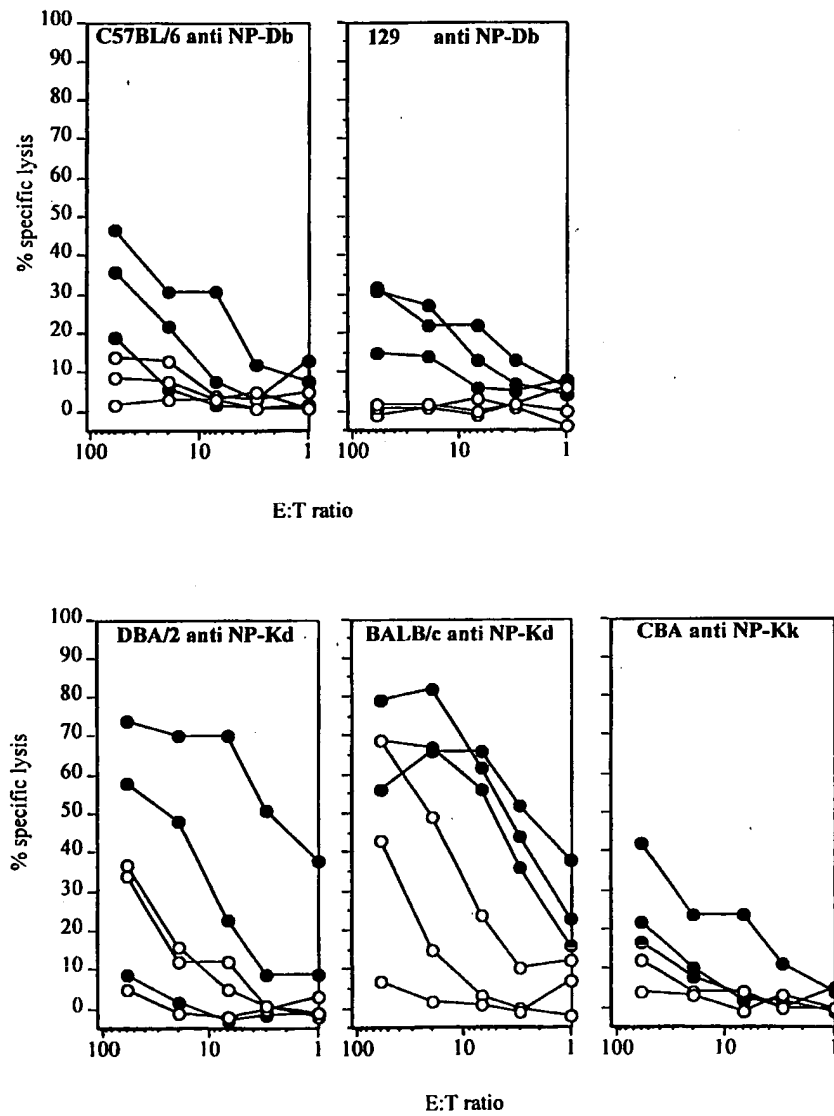 C57BL/6 anti NP-Db
129 anti NP-Db
% specific lysis
100
90
80
70
60
50
40
30
20
10
0
100 10 1
100 10 1
E:T ratio
DBA/2 anti NP-Kd
BALB/c anti NP-Kd
CBA anti NP-Kk
% specific lysis
100
90
80
70
60
50
40
30
20
10
0
100 10 1
100 10 1
100 10 1
E:T ratio